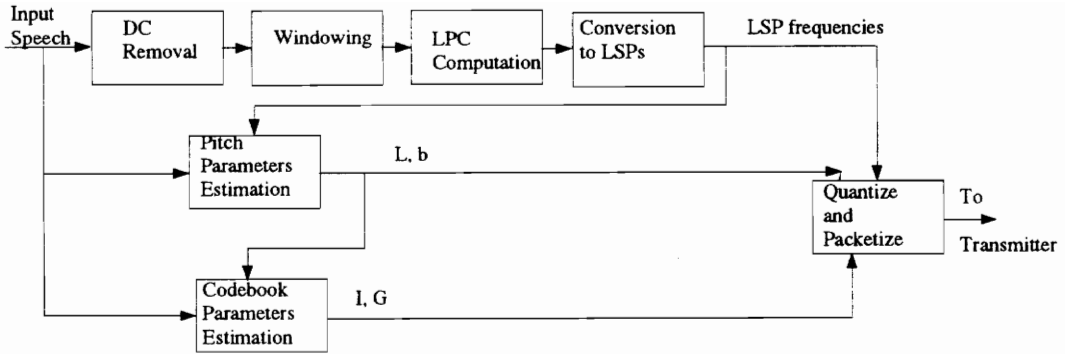 Input
Speech
DC
Removal
Windowing
LPC
Computation
Conversion
to LSPs
LSP frequencies
Pitch
Parameters
Estimation
L, b
Quantize
and
Packetize
To
Transmitter
Codebook
Parameters
Estimation
I, G